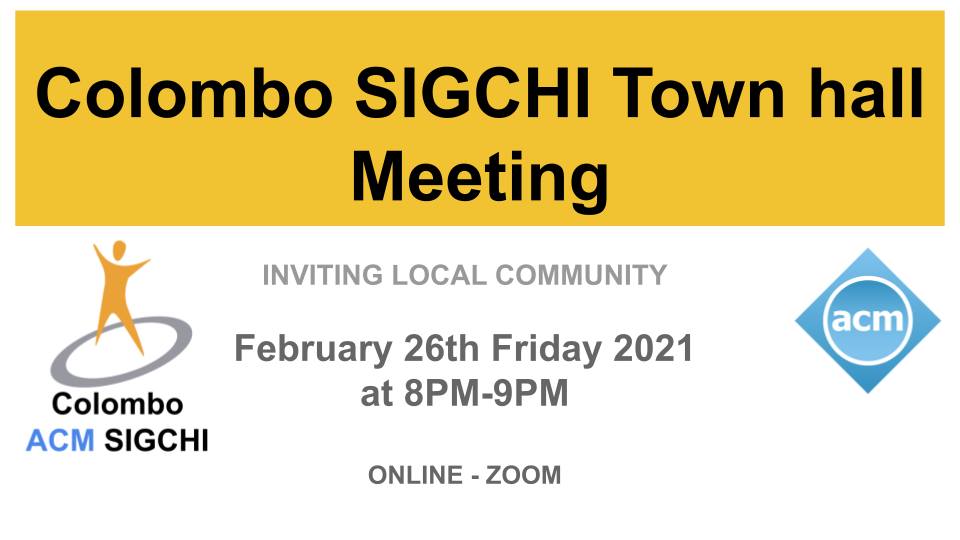 Colombo SIGCHI Town hall
Meeting
INVITING LOCAL COMMUNITY
February 26th Friday 2021
at 8PM-9PM
ONLINE - ZOOM
Colombo
ACM SIGCHI
acm